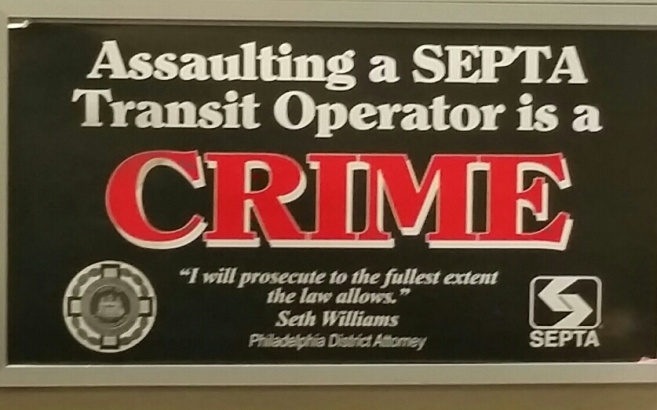 Assaulting a SEPTA
Transit Operator is a
CRIME
“I will prosecute to the fullest extent
the law allows.”
Seth Williams
Philadelphia District Attorney
SEPTA